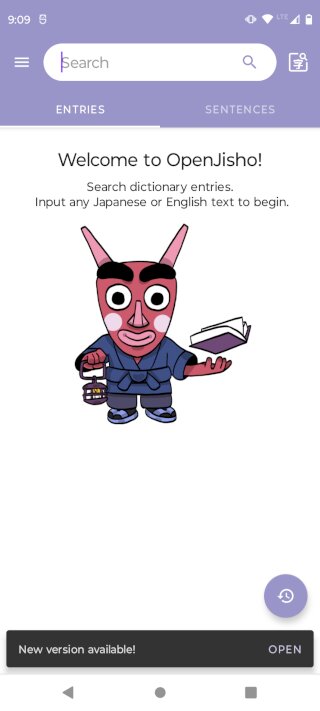 9:09
LTE
Search
ENTRIES
SENTENCES
Welcome to OpenJisho!
Search dictionary entries.
Input any Japanese or English text to begin.
New version available!
OPEN